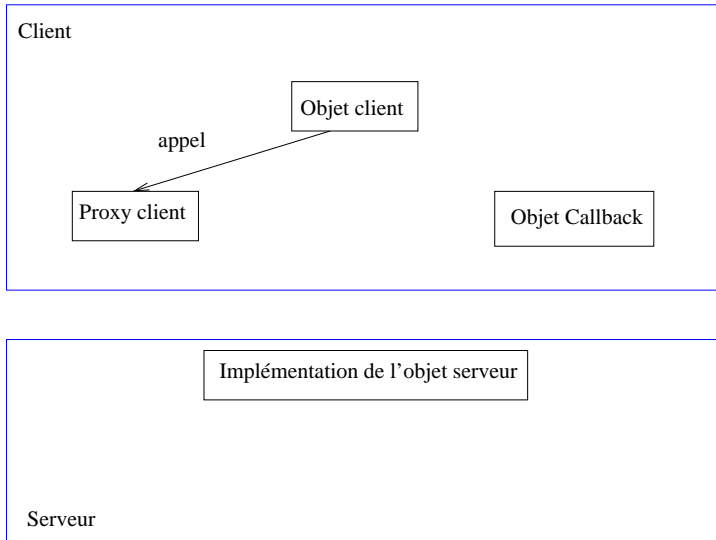 Client
Objet client
appel
Proxy client
Objet Callback
Implémentation de l’objet serveur
Serveur